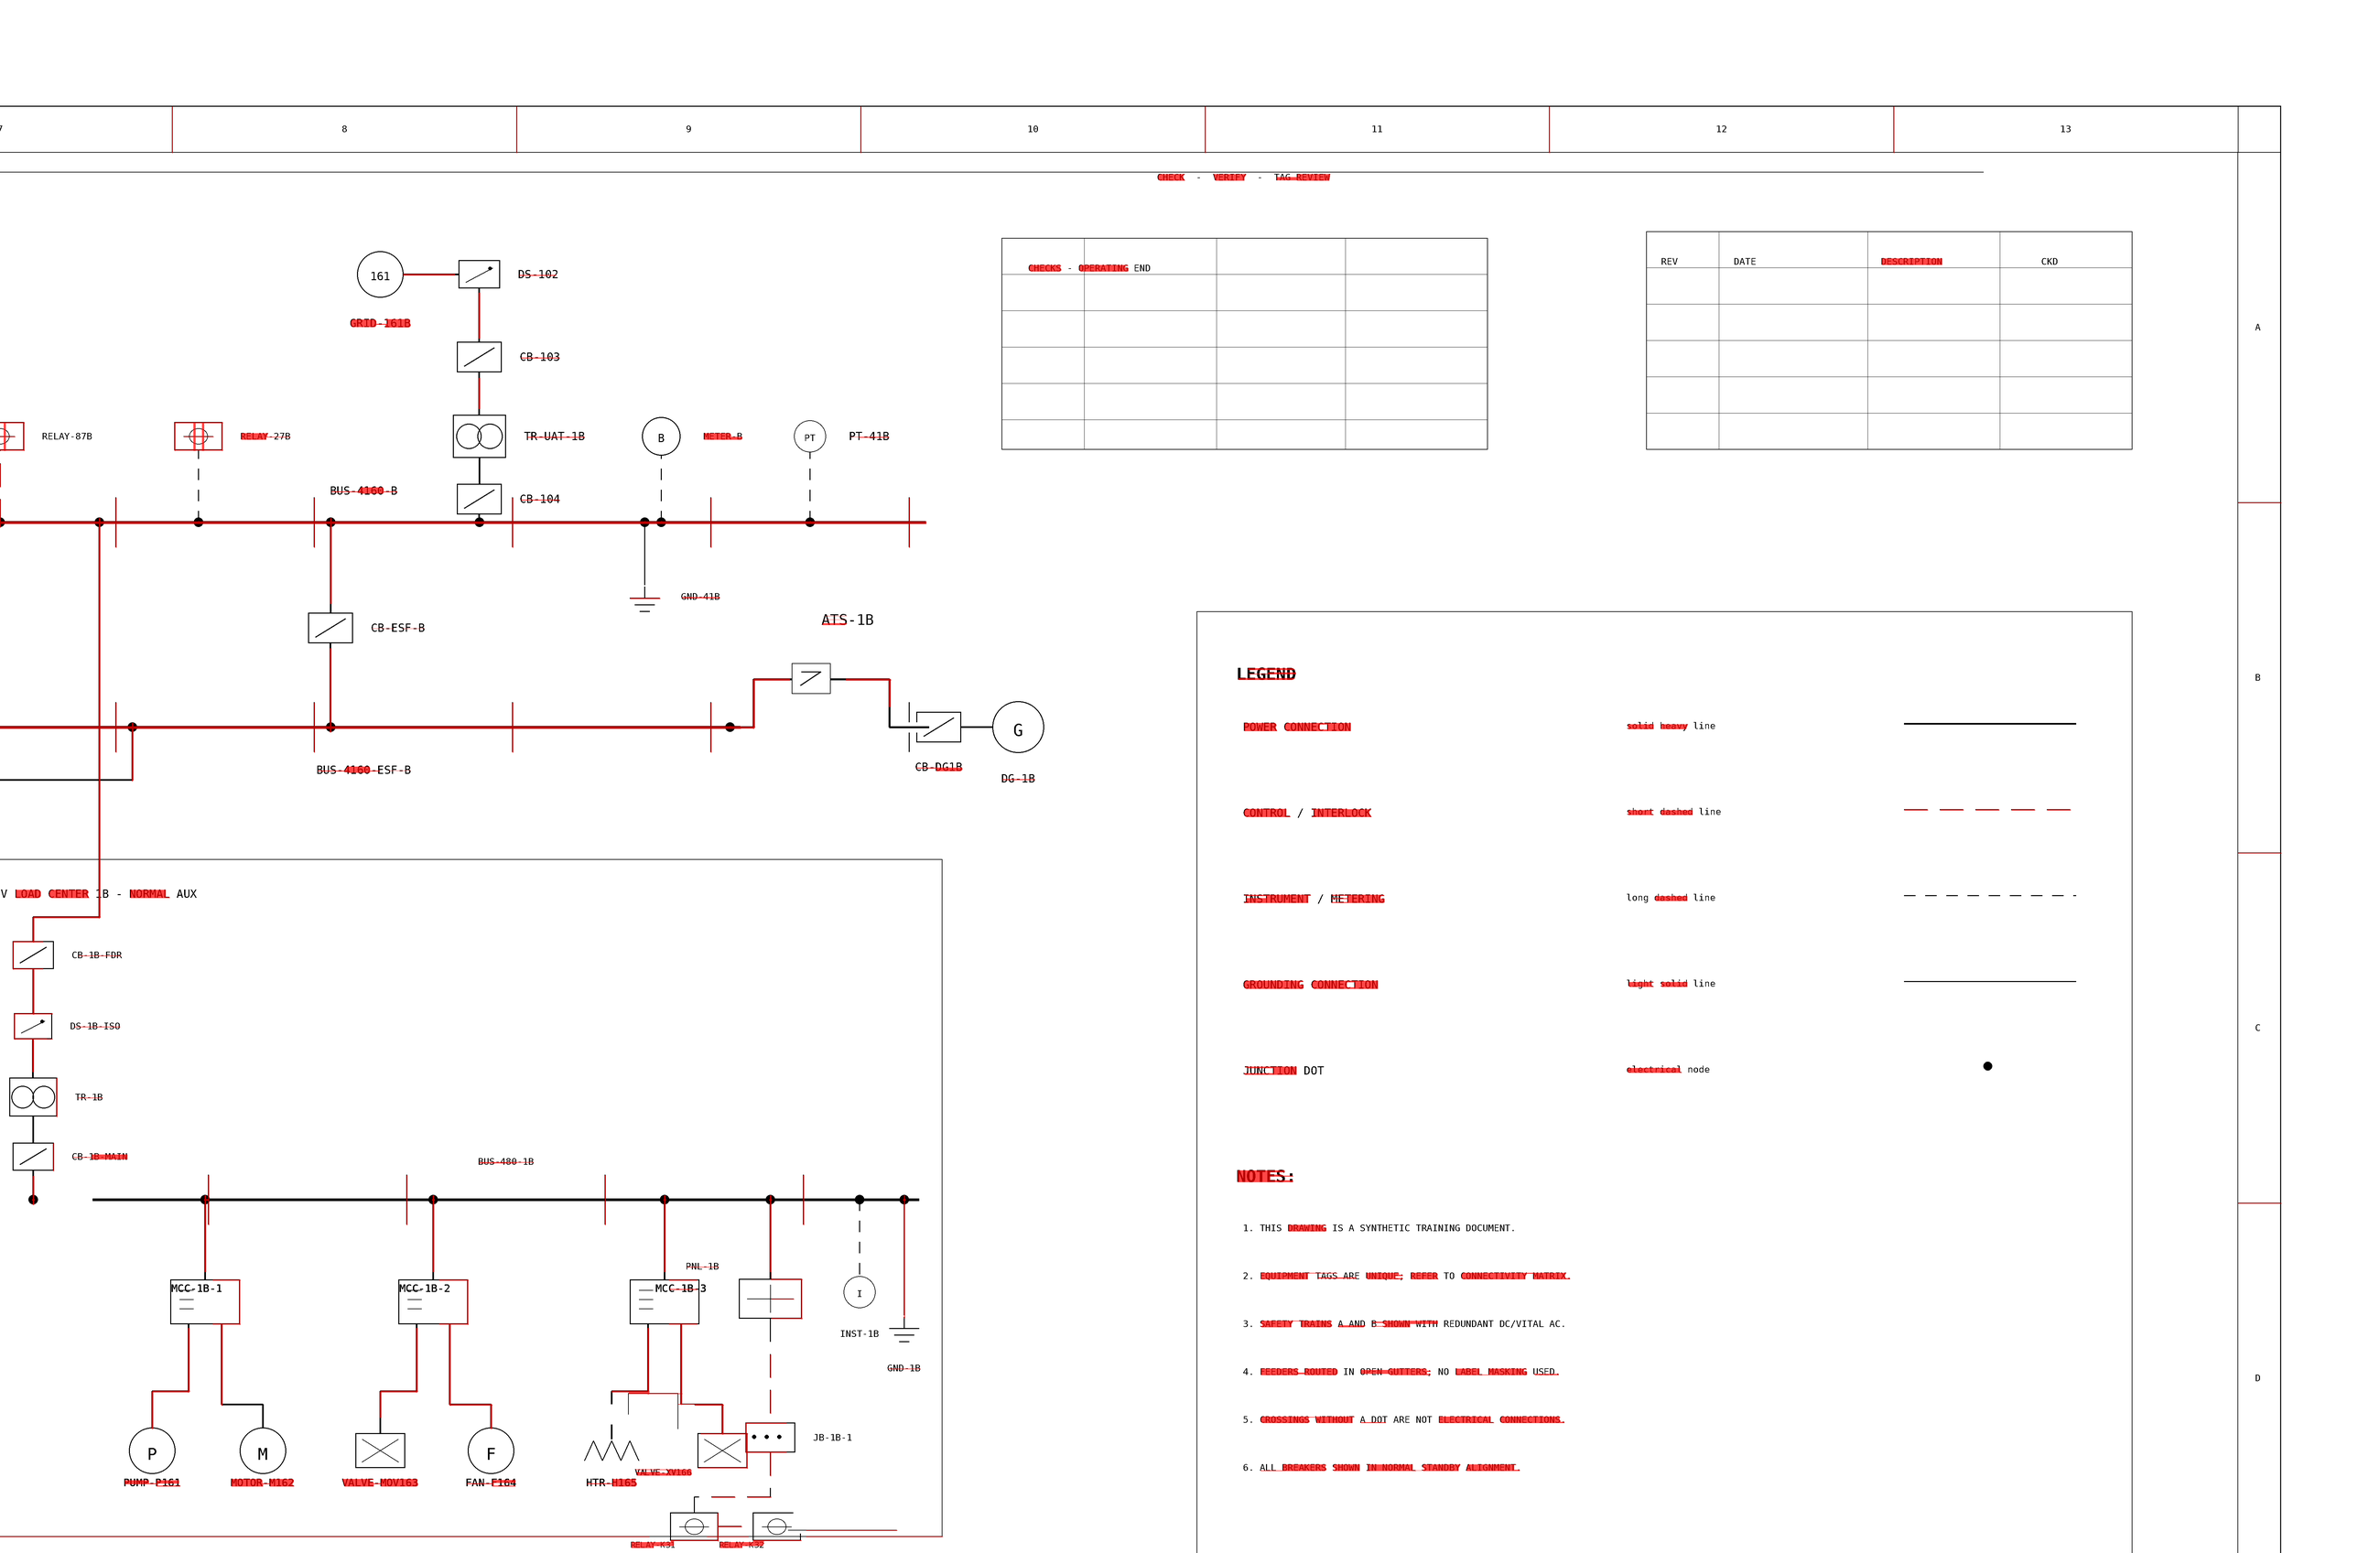 7 8 9 10 11 12 13
CHECK - VERIFY - TAG REVIEW
161 DS-102
GRID-161B
CHECKS - OPERATING END
REV DATE DESCRIPTION CKD
A
CB-103
RELAY-87B RELAY-27B TR-UAT-1B B METER-B PT PT-41B
BUS-4160-B CB-104
GND-41B
CB-ESF-B ATS-1B
LEGEND
B
POWER CONNECTION solid heavy line
G
CB-DG1B
BUS-4160-ESF-B DG-1B
CONTROL / INTERLOCK short dashed line
V LOAD CENTER 1B - NORMAL AUX
INSTRUMENT / METERING long dashed line
CB-1B-FDR
GROUNDING CONNECTION light solid line
DS-1B-ISO
C
JUNCTION DOT electrical node
TR-1B
CB-1B-MAIN BUS-480-1B
NOTES:
1. THIS DRAWING IS A SYNTHETIC TRAINING DOCUMENT.
PNL-1B
2. EQUIPMENT TAGS ARE UNIQUE; REFER TO CONNECTIVITY MATRIX.
MCC-1B-1 MCC-1B-2 MCC-1B-3 I
3. SAFETY TRAINS A AND B SHOWN WITH REDUNDANT DC/VITAL AC.
INST-1B
GND-1B
4. FEEDERS ROUTED IN OPEN GUTTERS; NO LABEL MASKING USED.
D
5. CROSSINGS WITHOUT A DOT ARE NOT ELECTRICAL CONNECTIONS.
JB-1B-1
P M F
6. ALL BREAKERS SHOWN IN NORMAL STANDBY ALIGNMENT.
VALVE-XV166
PUMP-P161 MOTOR-M162 VALVE-MOV163 FAN-F164 HTR-H165
RELAY-K31 RELAY-K32